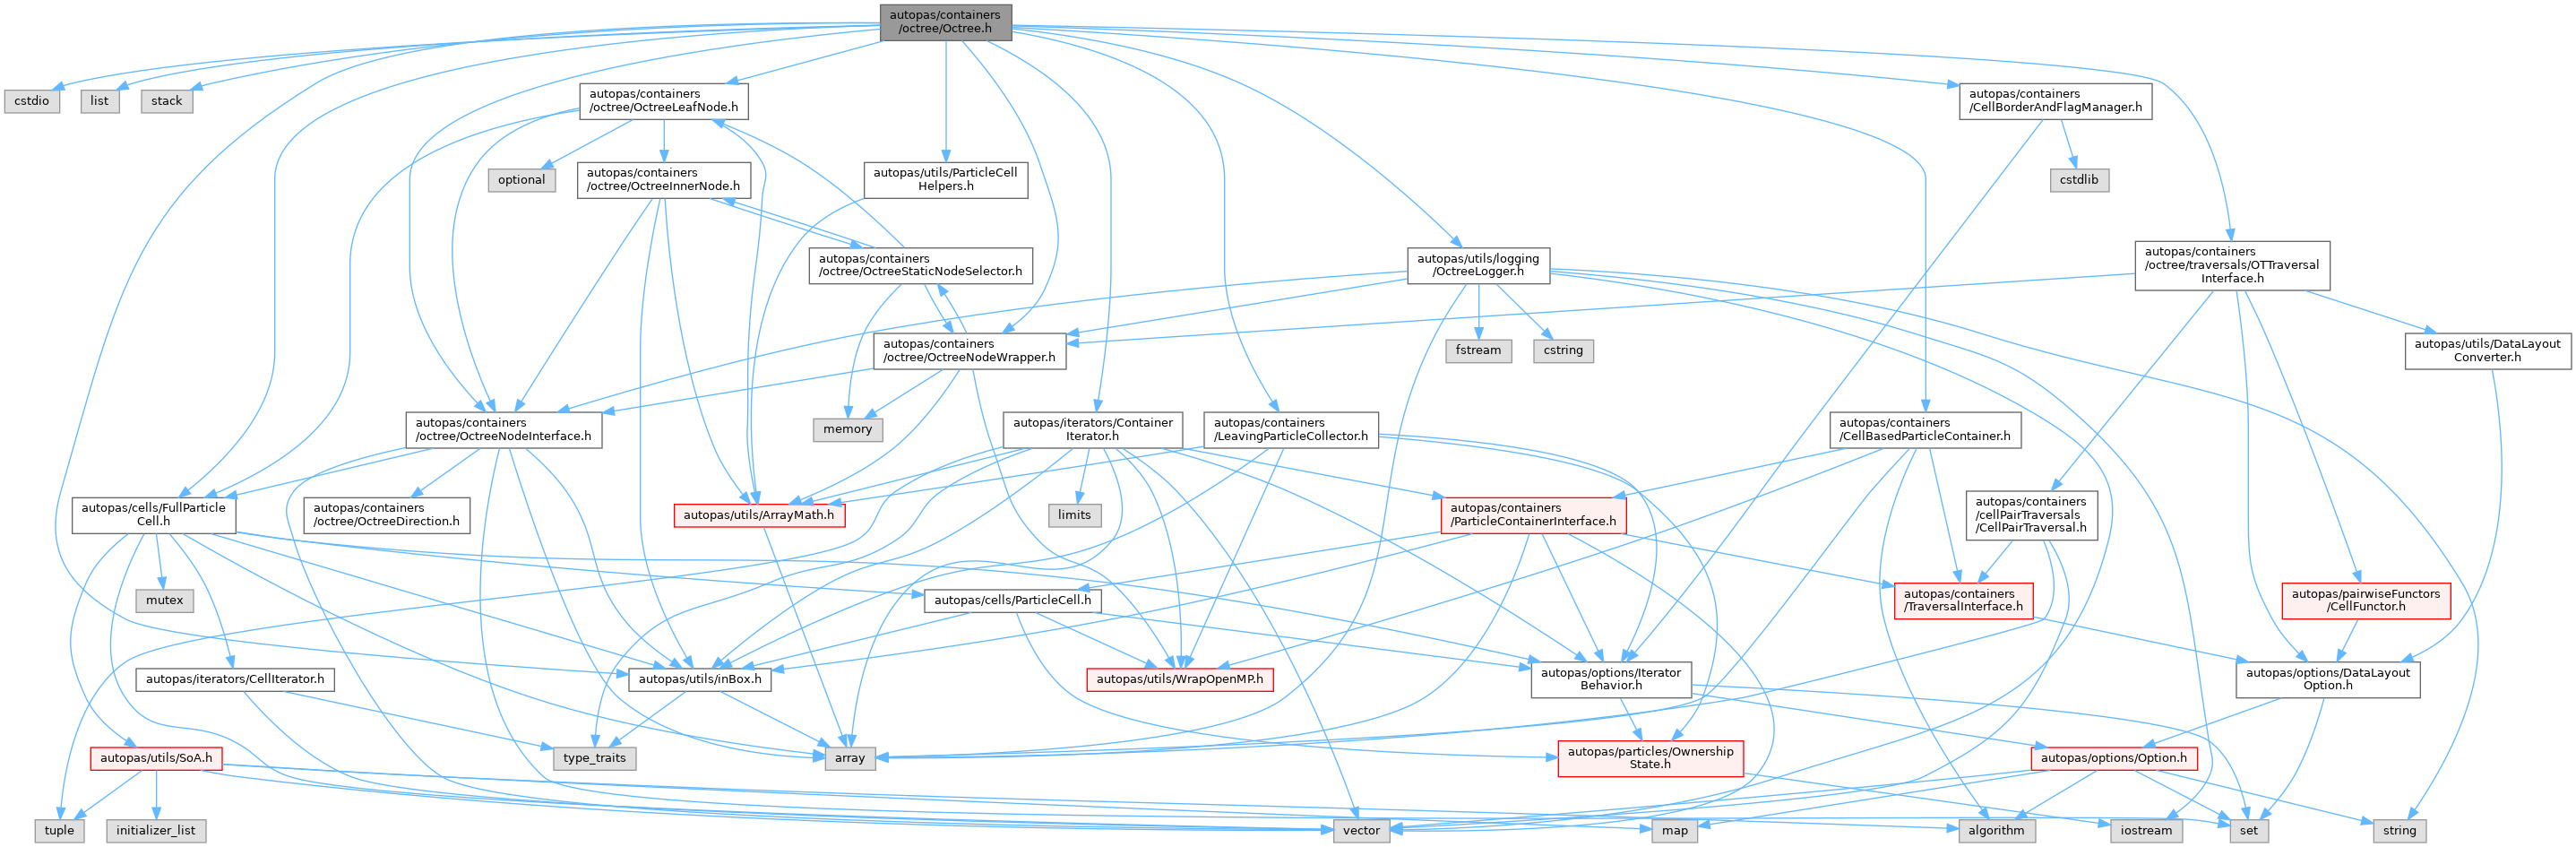 autopas/containers
/octree/Octree.h
cstdio
list
stack
autopas/containers
/octree/OctreeLeafNode.h
autopas/containers
/CellBorderAndFlagManager.h
optional
autopas/containers
/octree/OctreeInnerNode.h
autopas/utils/ParticleCell
Helpers.h
cstdlib
autopas/containers
/octree/OctreeStaticNodeSelector.h
autopas/utils/logging
/OctreeLogger.h
autopas/containers
/octree/traversals/OTTraversal
Interface.h
autopas/containers
/octree/OctreeNodeWrapper.h
fstream
cstring
autopas/utils/DataLayout
Converter.h
autopas/containers
/octree/OctreeNodeInterface.h
memory
autopas/iterators/Container
Iterator.h
autopas/containers
/LeavingParticleCollector.h
autopas/containers
/CellBasedParticleContainer.h
autopas/cells/FullParticle
Cell.h
autopas/containers
/octree/OctreeDirection.h
autopas/utils/ArrayMath.h
limits
autopas/containers
/ParticleContainerInterface.h
autopas/containers
/cellPairTraversals
/CellPairTraversal.h
mutex
autopas/cells/ParticleCell.h
autopas/containers
/TraversalInterface.h
autopas/pairwiseFunctors
/CellFunctor.h
autopas/iterators/CellIterator.h
autopas/utils/inBox.h
autopas/utils/WrapOpenMP.h
autopas/options/Iterator
Behavior.h
autopas/options/DataLayout
Option.h
autopas/utils/SoA.h
type_traits
array
autopas/particles/Ownership
State.h
autopas/options/Option.h
tuple
initializer_list
vector
map
algorithm
iostream
set
string